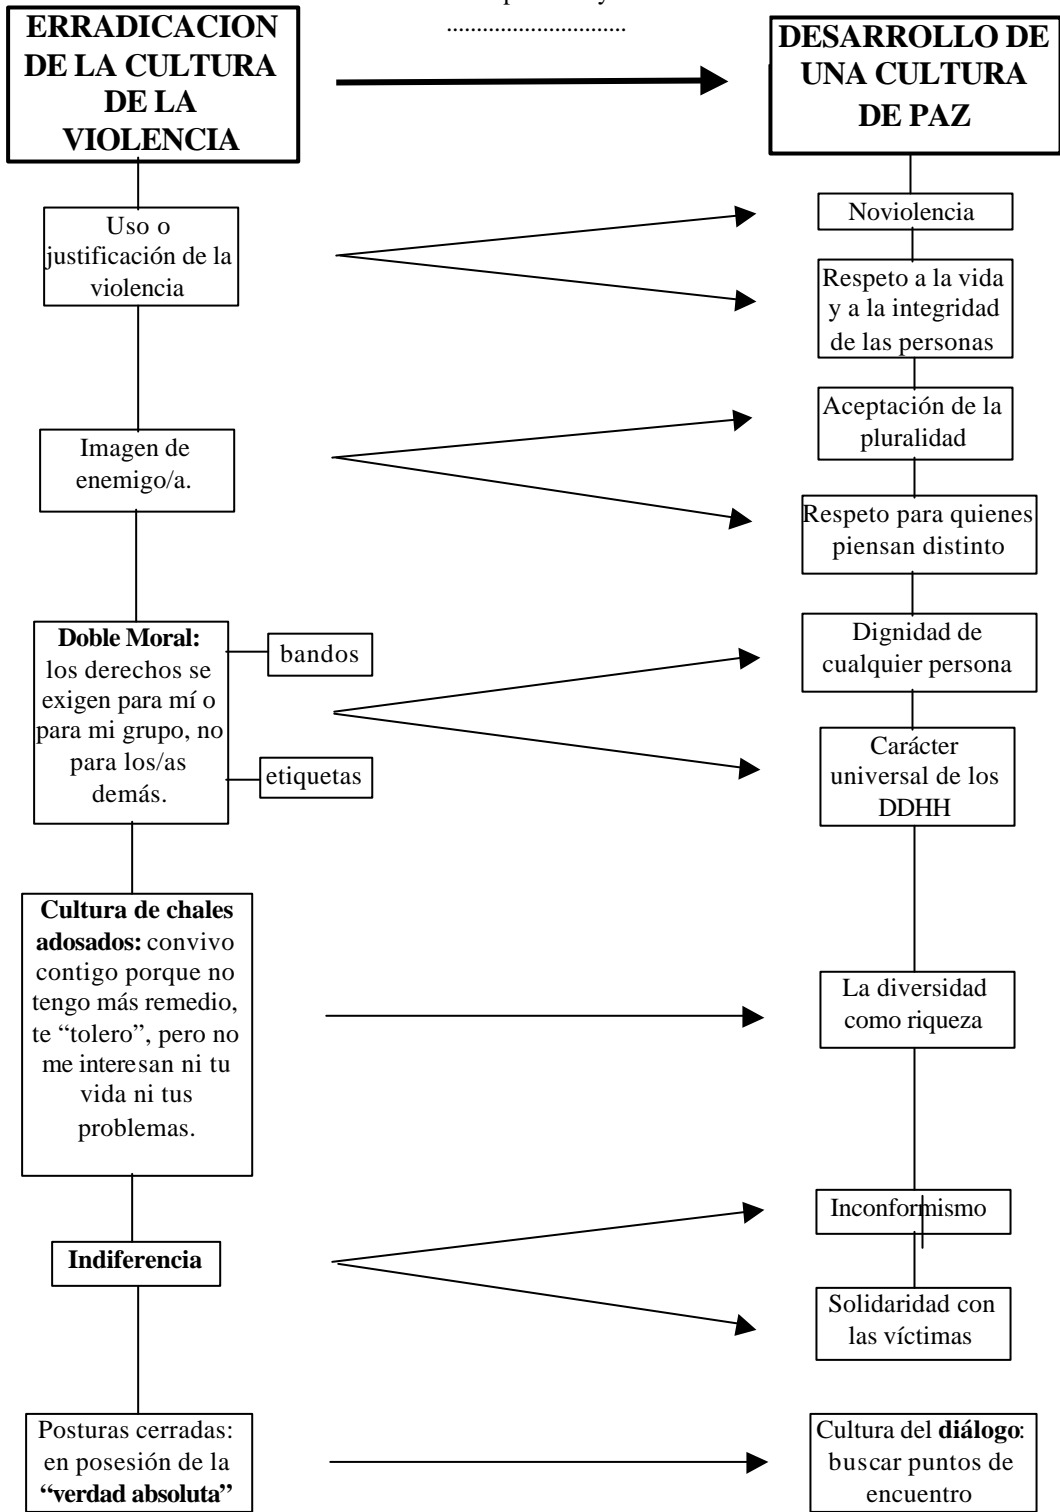 ............................
ERRADICACION
DE LA CULTURA
DE LA
VIOLENCIA
DESARROLLO DE
UNA CULTURA
DE PAZ
Uso o
justificación de la
violencia
Noviolencia
Respeto a la vida
y a la integridad
de las personas
Imagen de
enemigo/a.
Aceptación de la
pluralidad
Respeto para quienes
piensan distinto
Doble Moral:
los derechos se
exigen para mí o
para mi grupo, no
para los/as
demás.
bandos
etiquetas
Dignidad de
cualquier persona
Carácter
universal de los
DDHH
Cultura de chales
adosados: convivo
contigo porque no
tengo más remedio,
te “tolero”, pero no
me interesan ni tu
vida ni tus
problemas.
La diversidad
como riqueza
Indiferencia
Inconformismo
Solidaridad con
las víctimas
Posturas cerradas:
en posesión de la
“verdad absoluta”
Cultura del diálogo:
buscar puntos de
encuentro